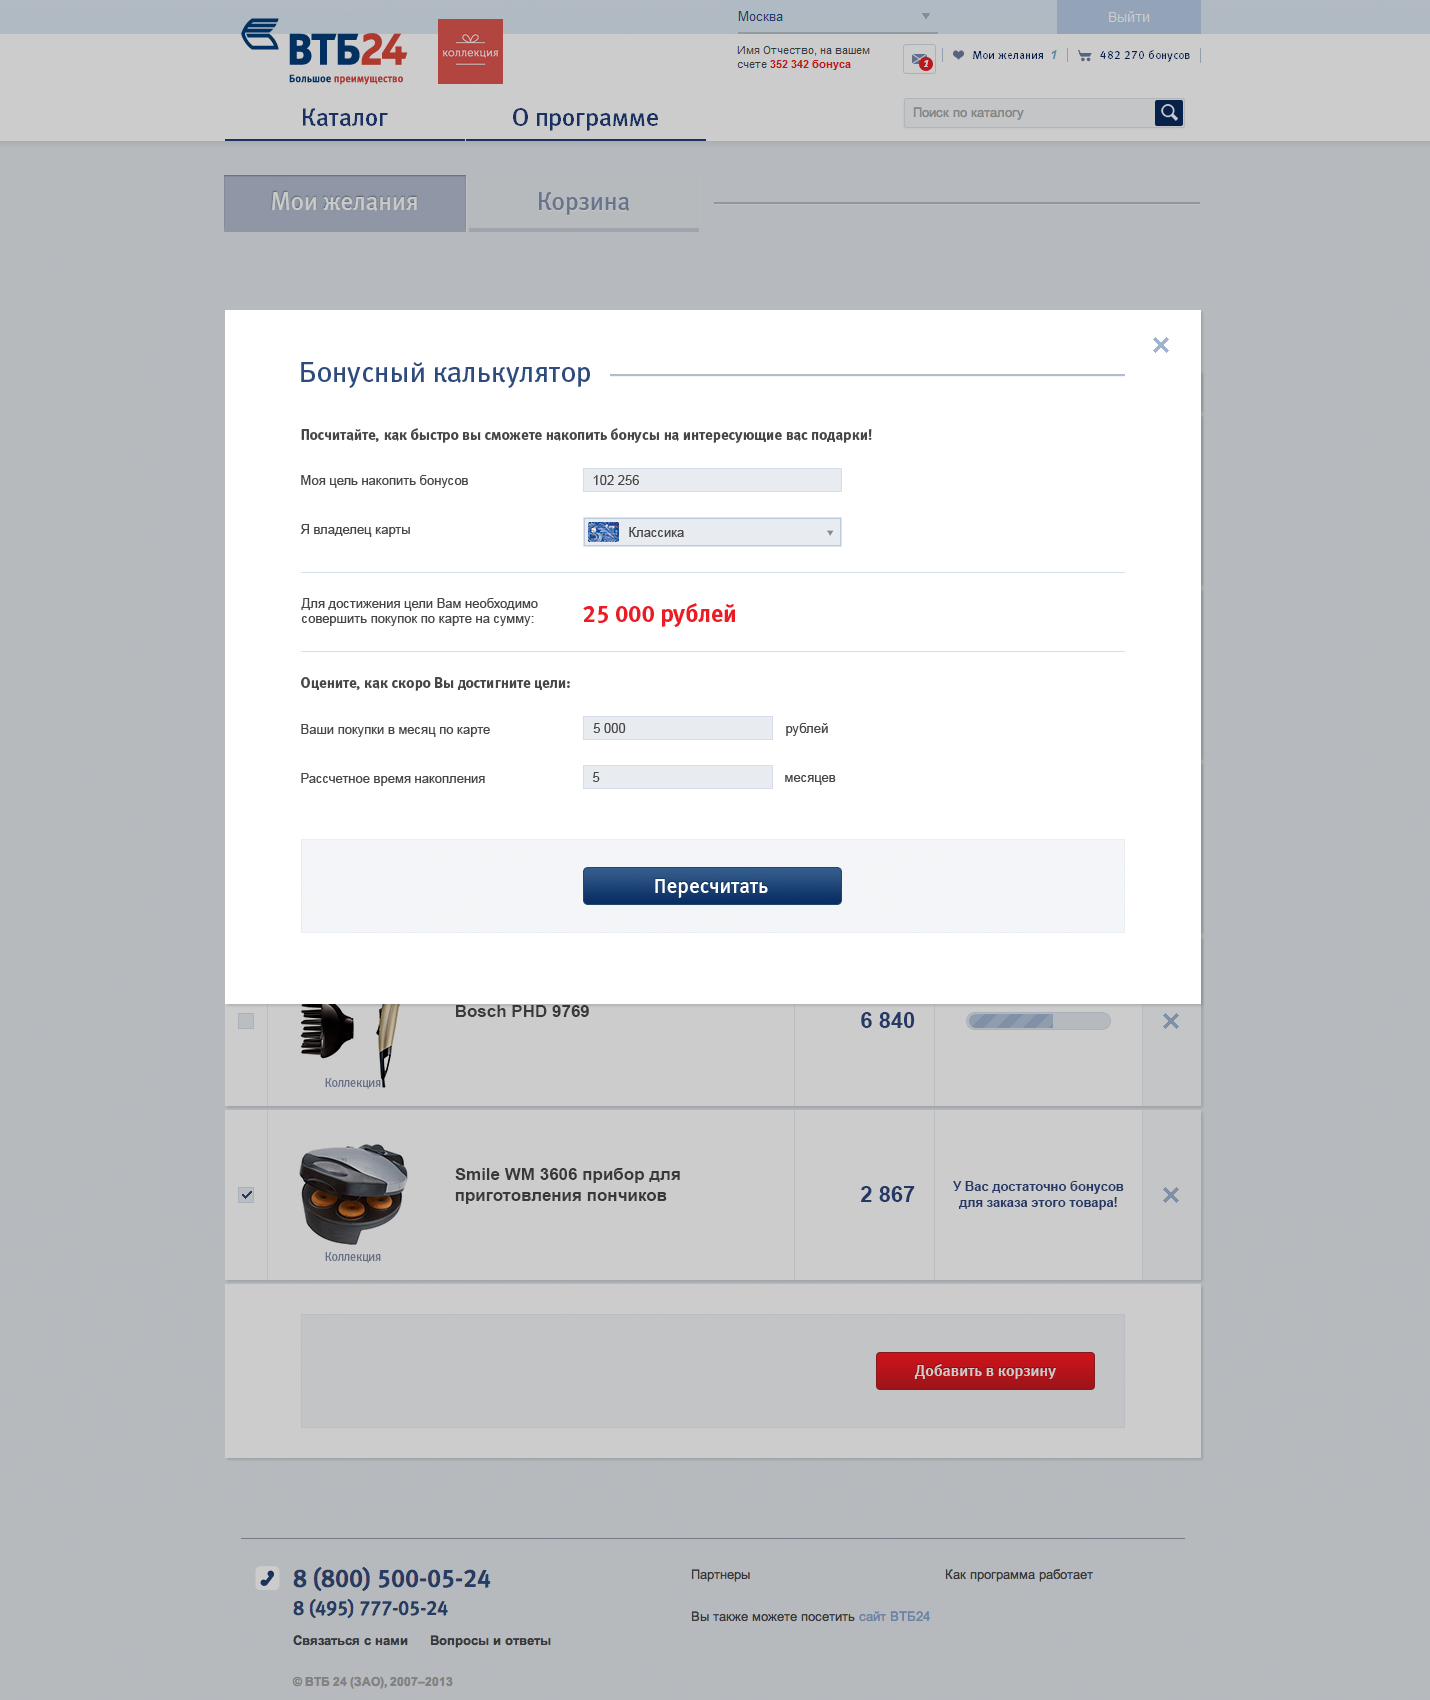 Москва
Выйти
ВТБ24
Большое преимущество
коллекция
Имя Отчество, на вашем
счете 352 342 бонуса
1
Мои желания 1
482 270 бонусов
Каталог
О программе
Поиск по каталогу
Мои желания
Корзина
Бонусный калькулятор
Посчитайте, как быстро вы сможете накопить бонусы на интересующие вас подарки!
Моя цель накопить бонусов
102 256
Я владелец карты
Классика
Для достижения цели Вам необходимо
совершить покупок по карте на сумму:
25 000 рублей
Оцените, как скоро Вы достигните цели:
Ваши покупки в месяц по карте
5 000
рублей
Рассчетное время накопления
5
месяцев
Пересчитать
Bosch PHD 9769
6 840
Коллекция
Smile WM 3606 прибор для
приготовления пончиков
2 867
У Вас достаточно бонусов
для заказа этого товара!
Коллекция
Добавить в корзину
8 (800) 500-05-24
8 (495) 777-05-24
Связаться с нами
Вопросы и ответы
Партнеры
Как программа работает
Вы также можете посетить сайт ВТБ24
© ВТБ 24 (ЗАО), 2007–2013